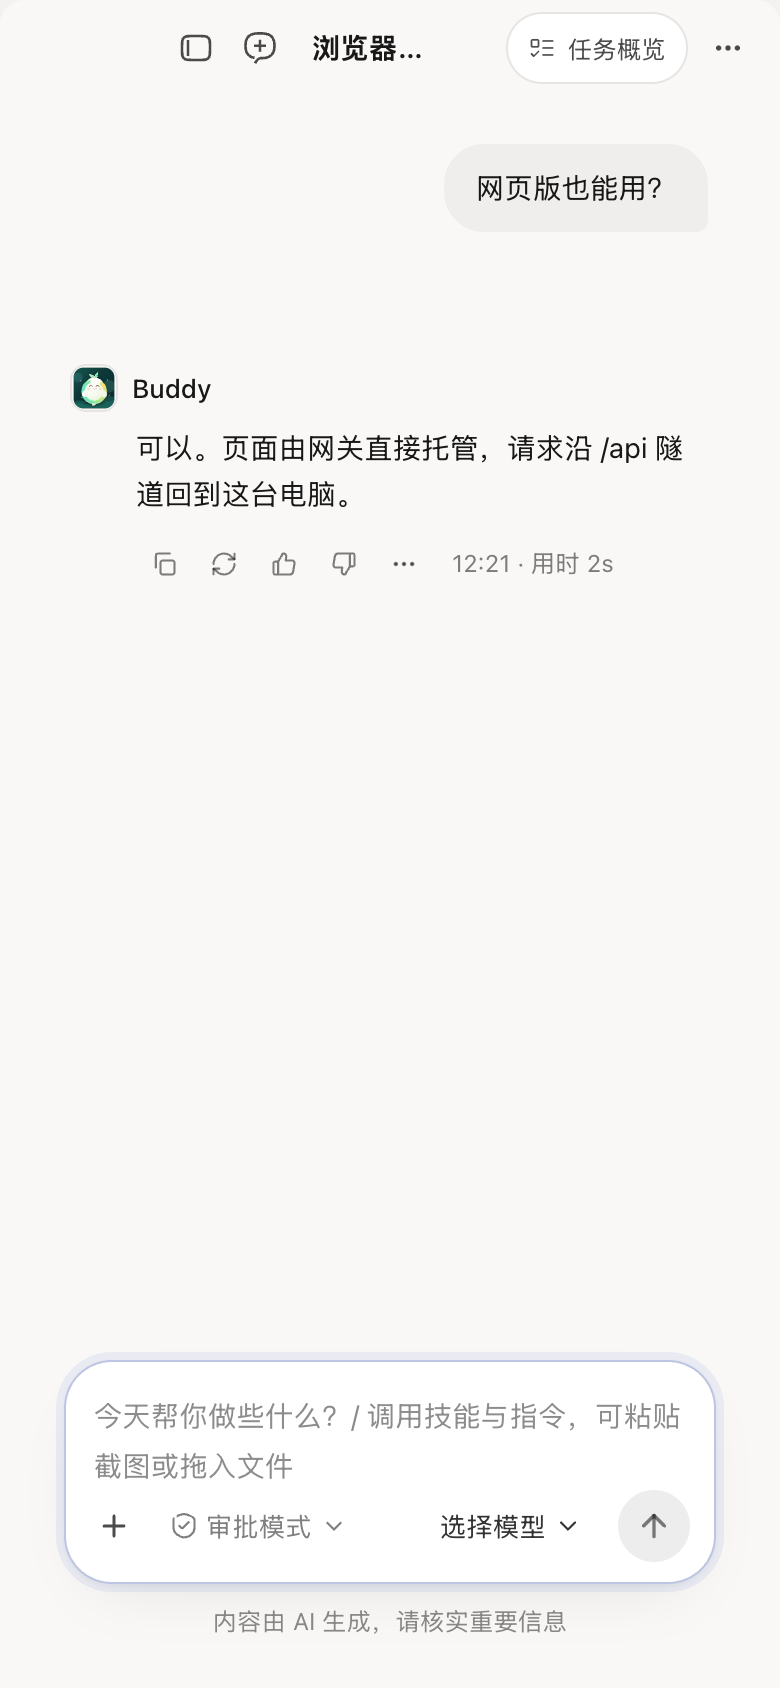 浏览器...
任务概览
网页版也能用?
Buddy
可以。页面由网关直接托管，请求沿 /api 隧
道回到这台电脑。
12:21 · 用时 2s
今天帮你做些什么? / 调用技能与指令，可粘贴
截图或拖入文件
审批模式
选择模型
内容由 AI 生成，请核实重要信息